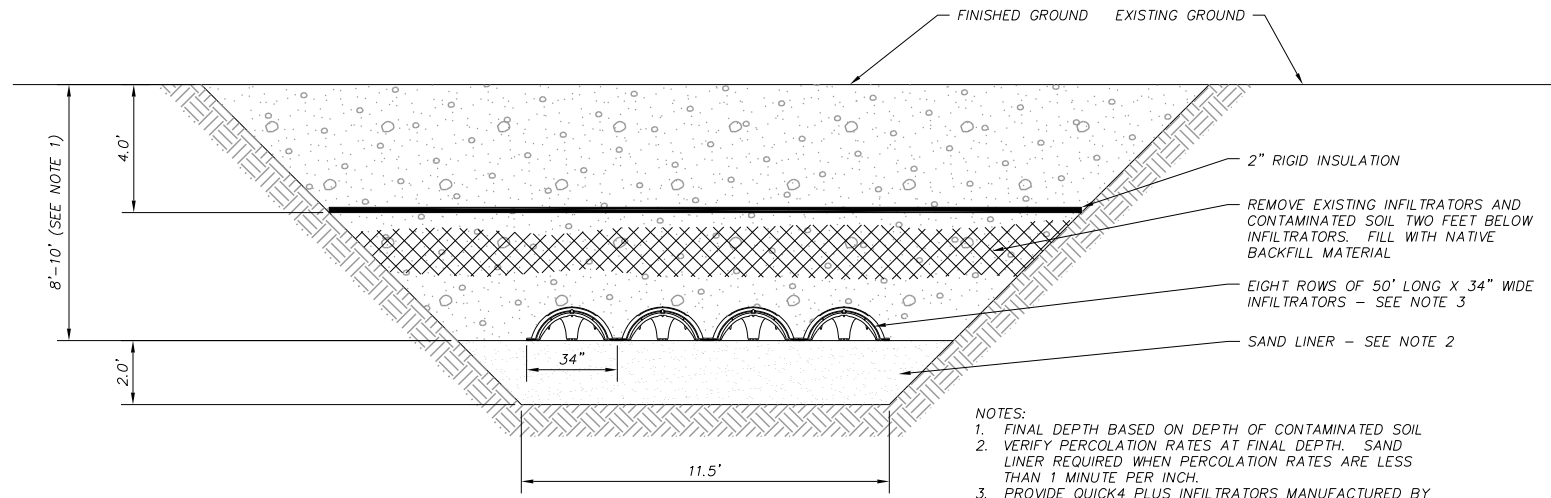 FINISHED GROUND EXISTING GROUND
8'-10' (SEE NOTE 1)
4.0'
2" RIGID INSULATION
REMOVE EXISTING INFILTRATORS AND
CONTAMINATED SOIL TWO FEET BELOW
INFILTRATORS. FILL WITH NATIVE
BACKFILL MATERIAL
EIGHT ROWS OF 50' LONG X 34" WIDE
INFILTRATORS – SEE NOTE 3
SAND LINER – SEE NOTE 2
2.0'
34"
11.5'
NOTES:
1. FINAL DEPTH BASED ON DEPTH OF CONTAMINATED SOIL
2. VERIFY PERCOLATION RATES AT FINAL DEPTH. SAND
LINER REQUIRED WHEN PERCOLATION RATES ARE LESS
THAN 1 MINUTE PER INCH.
3. PROVIDE QUICK4 PLUS INFILTRATORS MANUFACTURED BY